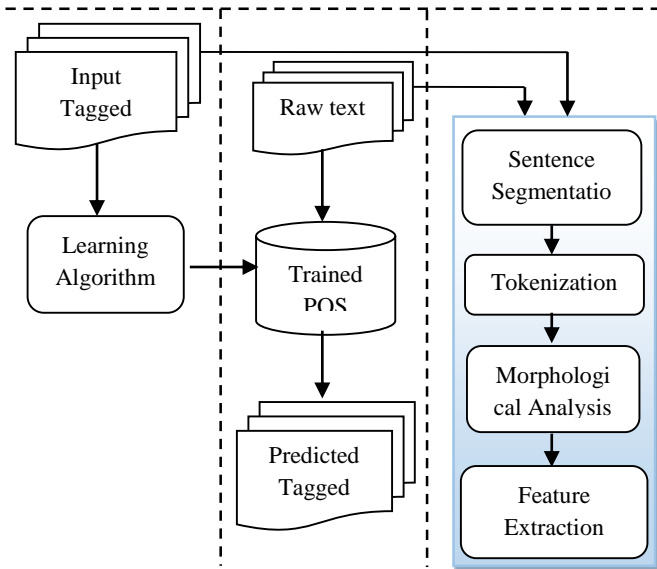 Input
Tagged
Raw text
Sentence
Segmentatio
Learning
Algorithm
Trained
POS
Tokenization
Morphologi
cal Analysis
Predicted
Tagged
Feature
Extraction